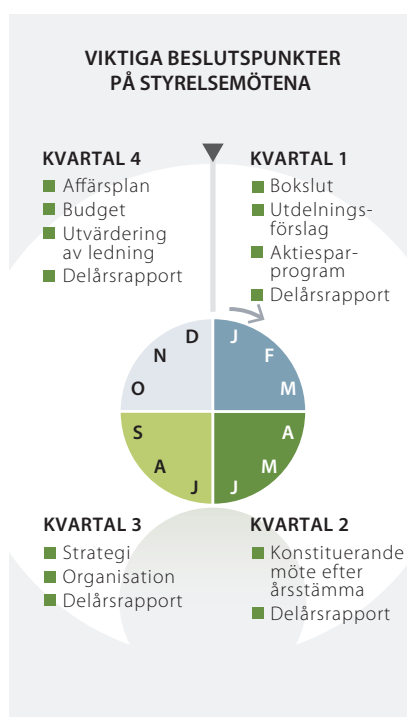 VIKTIGA BESLUTSPUNKTER
PÅ STYRELSEMÖTENA
KVARTAL 4
Affärsplan
Budget
Utvärdering
av ledning
Delårsrapport
KVARTAL 1
Bokslut
Utdelnings-
förslag
Aktiespar-
program
Delårsrapport
J
F
M
A
M
J
J
A
S
O
N
D
KVARTAL 3
Strategi
Organisation
Delårsrapport
KVARTAL 2
Konstituerande
möte efter
årsstämma
Delårsrapport